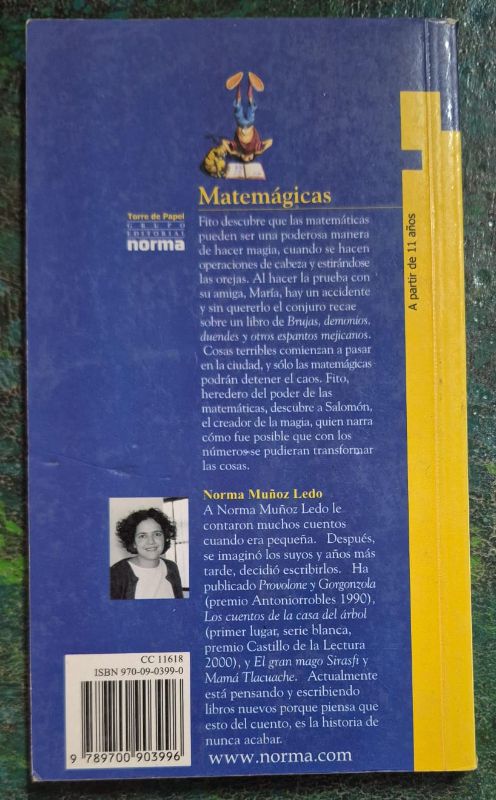 Matemágicas
Torre de Papel
GRUPO
EDITORIAL
norma
Fito descubre que las matemáticas
pueden ser una poderosa manera
de hacer magia, cuando se hacen
operaciones de cabeza y estirándose
las orejas. Al hacer la prueba con
su amiga, María, hay un accidente
y sin quererlo el conjuro recae
sobre un libro de Brujas, demonios,
duendes y otros espantos mejicanos.
Cosas terribles comienzan a pasar
en la ciudad, y sólo las matemágicas
podrán detener el caos. Fito,
heredero del poder de las
matemáticas, descubre a Salomón,
el creador de la magia, quien narra
cómo fue posible que con los
números se pudieran transformar
las cosas.
A partir de 11 años
Norma Muñoz Ledo
A Norma Muñoz Ledo le
contaron muchos cuentos
cuando era pequeña. Después,
se imaginó los suyos y años más
tarde, decidió escribirlos. Ha
publicado Provolone y Gorgonzola
(premio Antoniorrobles 1990),
Los cuentos de la casa del árbol
(primer lugar, serie blanca,
premio Castillo de la Lectura
2000), y El gran mago Sirasfi y
Mamá Tlacuache. Actualmente
está pensando y escribiendo
libros nuevos porque piensa que
esto del cuento, es la historia de
nunca acabar.
www.norma.com
CC 11618
ISBN 970-09-0399-0
9 789700 903996